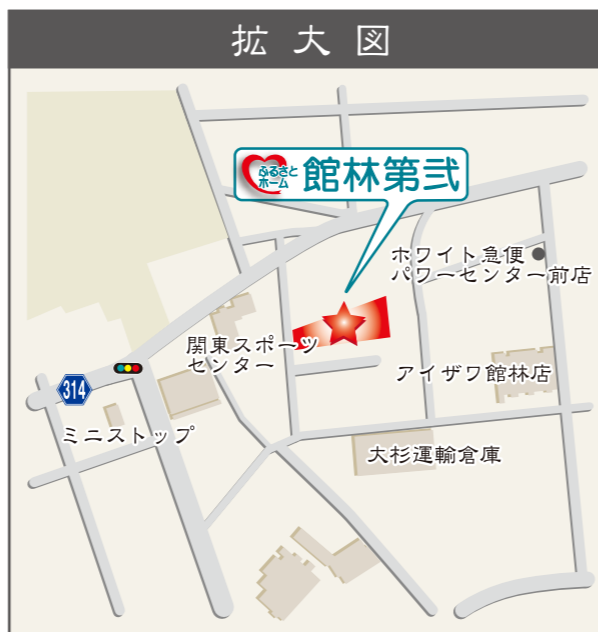 拡大図
ふるさと
ホーム
館林第弐
ホワイト急便
パワーセンター前店
関東スポーツ
センター
アイザワ館林店
314
ミニストップ
大杉運輸倉庫